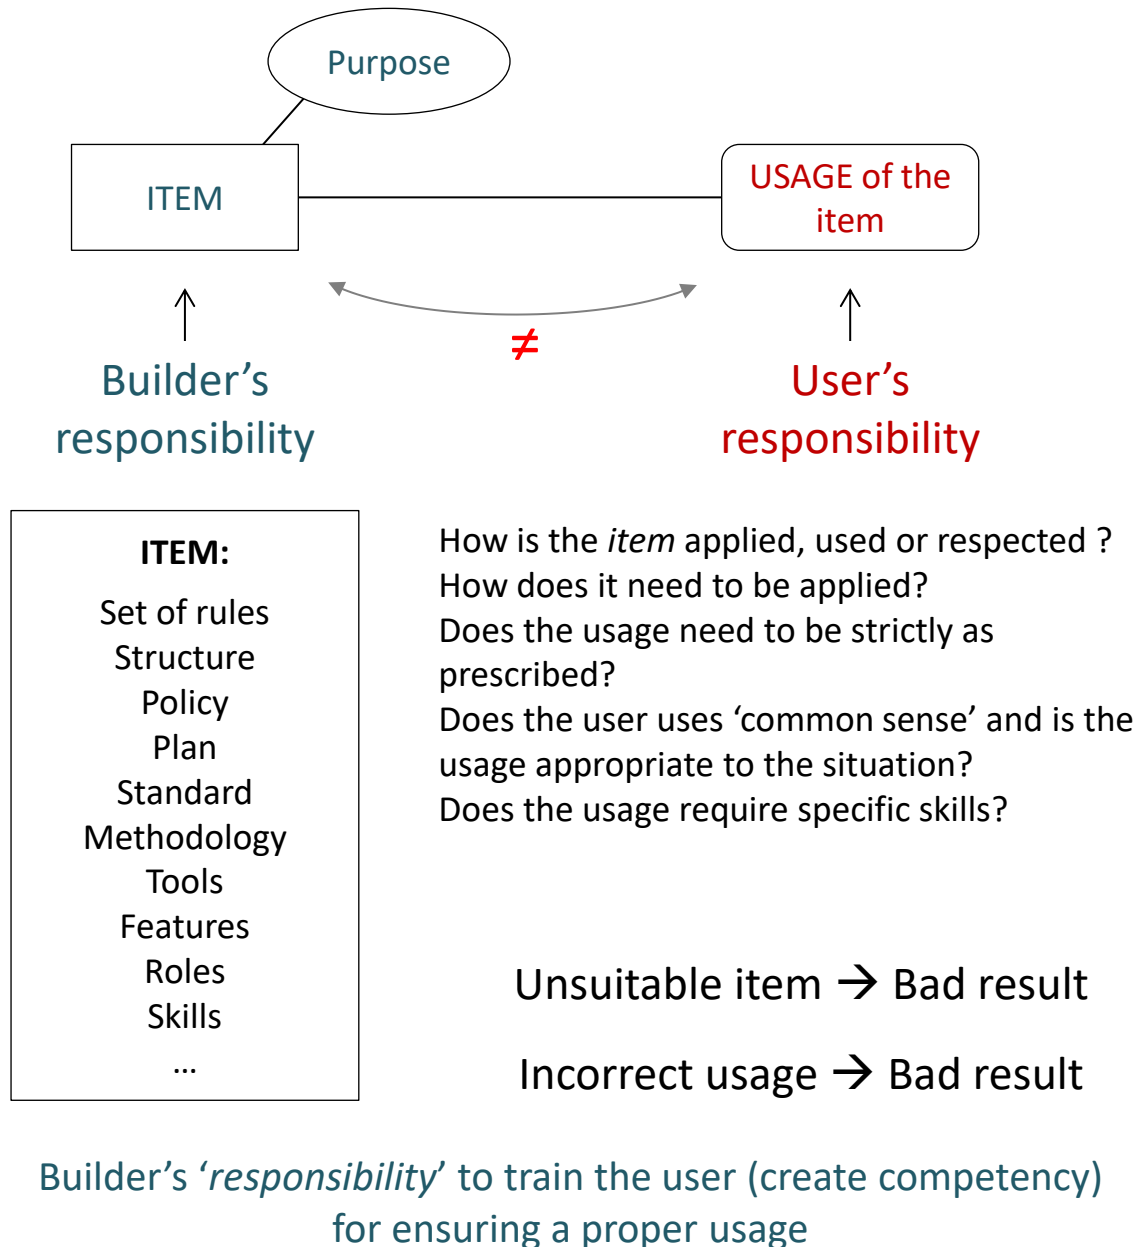 Purpose
ITEM
USAGE of the
item
≠
Builder’s
responsibility
User’s
responsibility
ITEM:
Set of rules
Structure
Policy
Plan
Standard
Methodology
Tools
Features
Roles
Skills
...
How is the item applied, used or respected ?
How does it need to be applied?
Does the usage need to be strictly as
prescribed?
Does the user uses ‘common sense’ and is the
usage appropriate to the situation?
Does the usage require specific skills?
Unsuitable item → Bad result
Incorrect usage → Bad result
Builder’s ‘responsibility’ to train the user (create competency)
for ensuring a proper usage